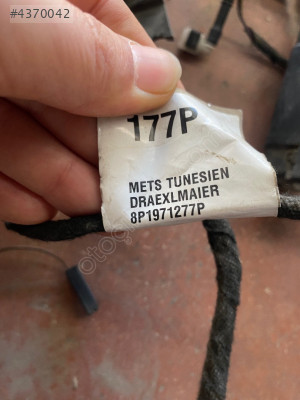 #4370042
177P
METS TUNESIEN
DRAEXLMAIER
8P1971277P